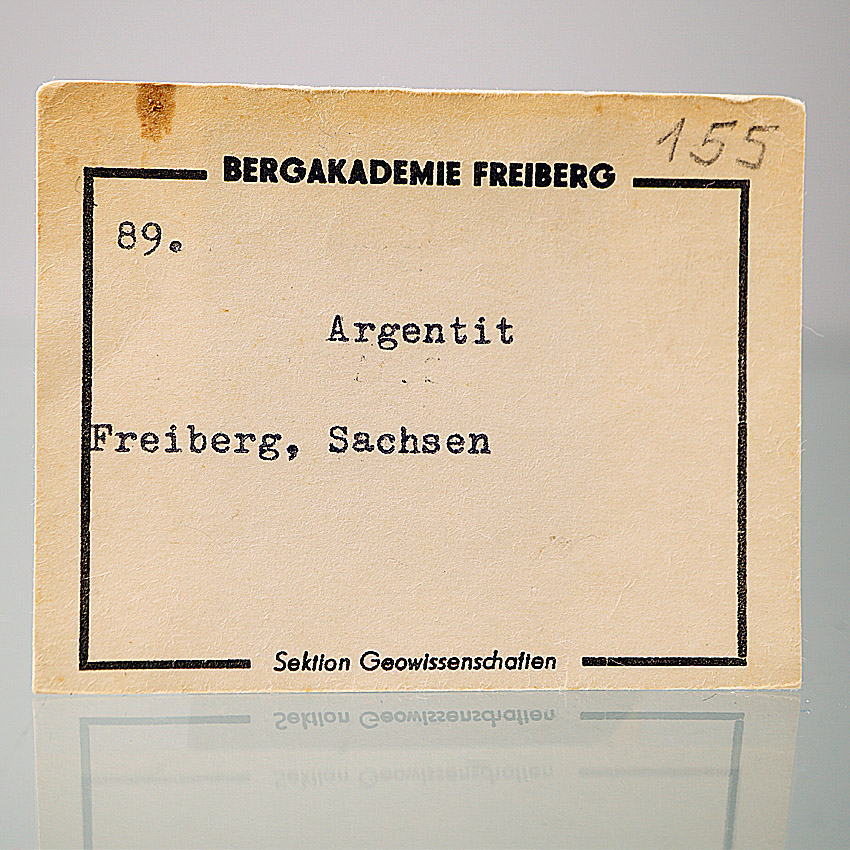 155
BERGAKADEMIE FREIBERG
89.
Argentit
Freiberg, Sachsen
Sektion Geowissenschaften